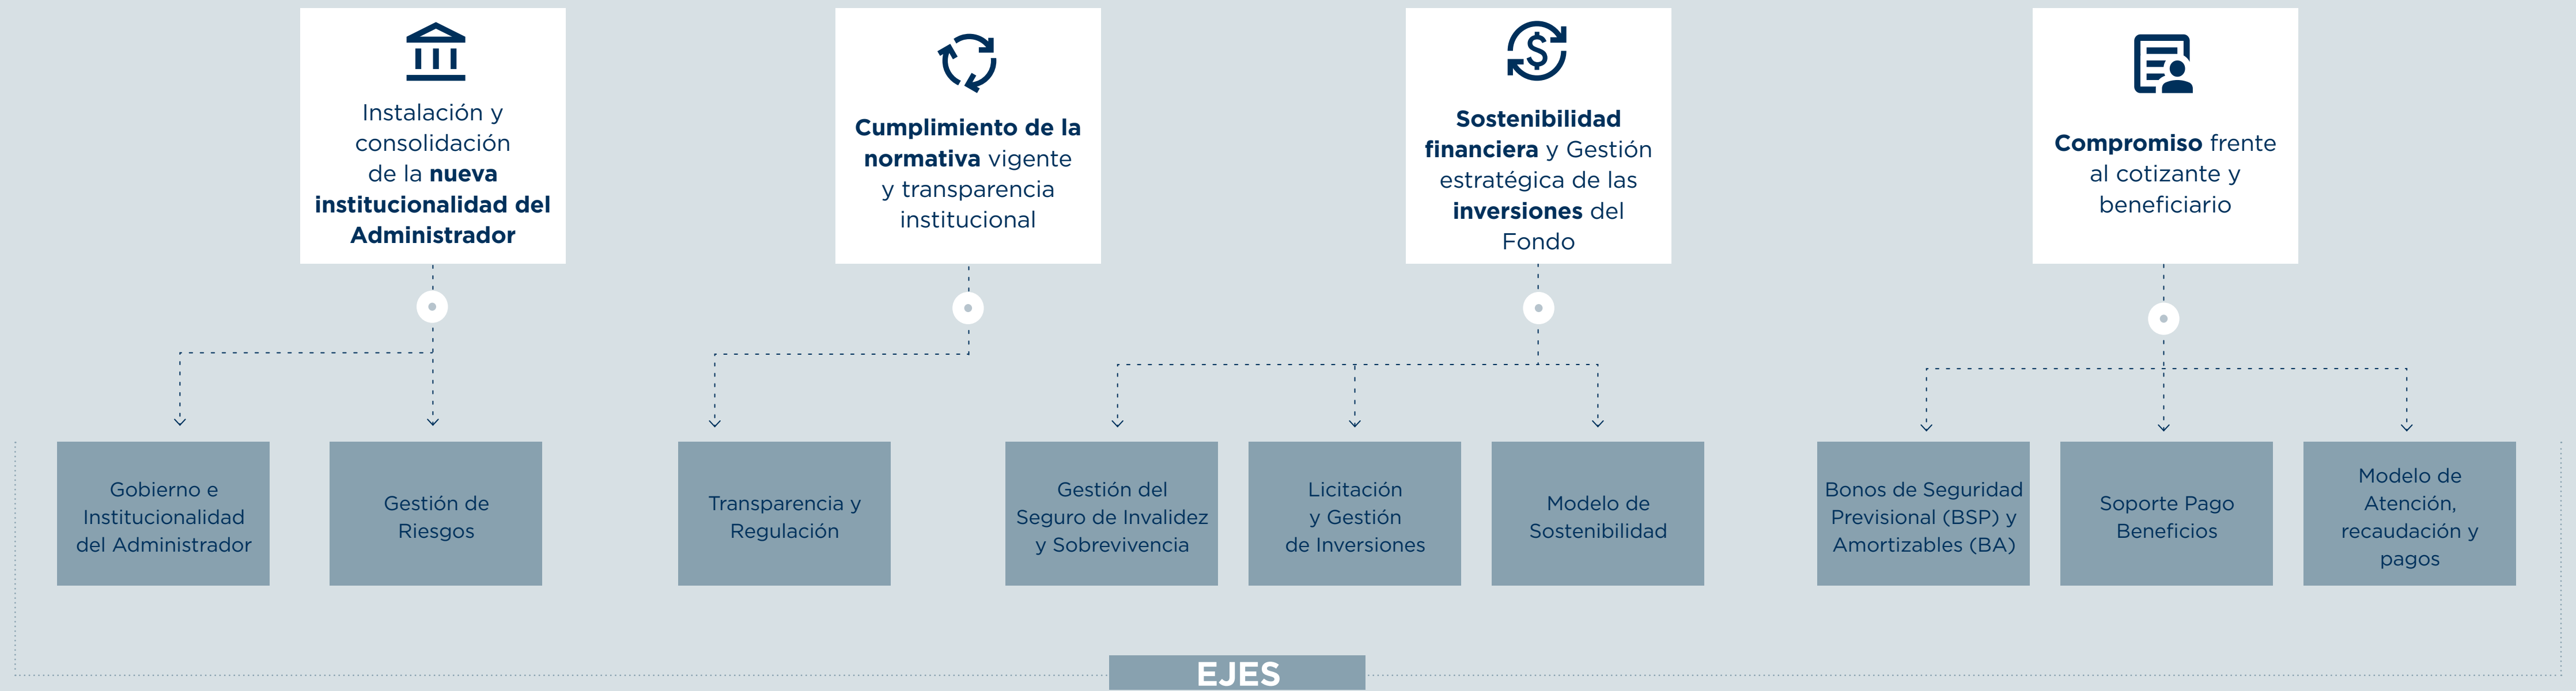 Instalación y
consolidación
de la nueva
institucionalidad del
Administrador
Cumplimiento de la
normativa vigente
y transparencia
institucional
Sostenibilidad
financiera y Gestión
estratégica de las
inversiones del
Fondo
Compromiso frente
al cotizante y
beneficiario
Gobierno e
Institucionalidad
del Administrador
Gestión de
Riesgos
Transparencia y
Regulación
Gestión del
Seguro de Invalidez
y Sobrevivencia
Licitación
y Gestión
de Inversiones
Modelo de
Sostenibilidad
Bonos de Seguridad
Previsional (BSP) y
Amortizables (BA)
Soporte Pago
Beneficios
Modelo de
Atención,
recaudación y
pagos
EJES